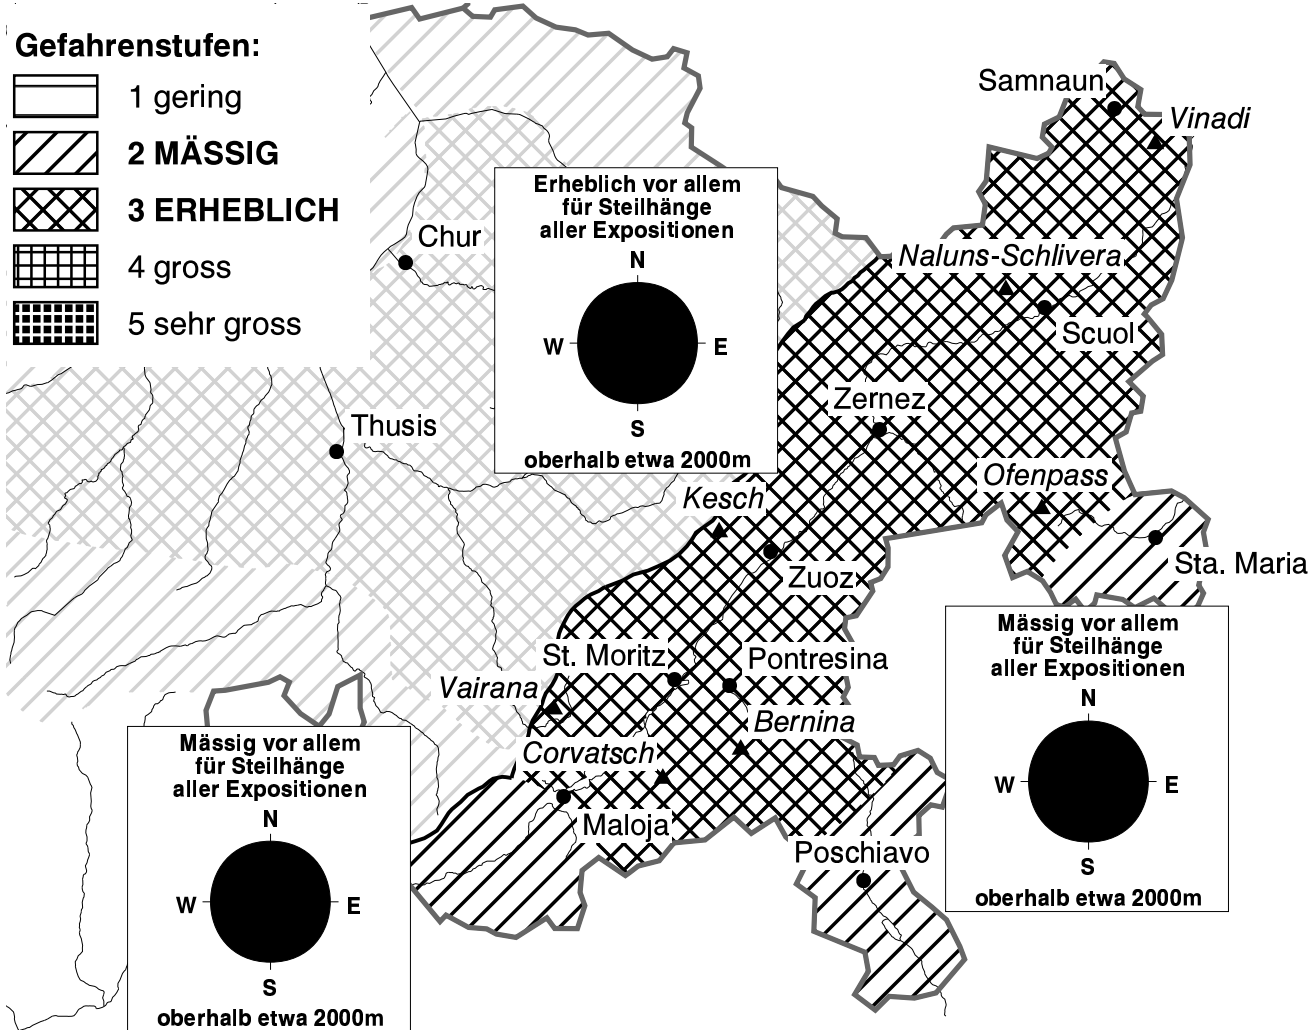 Gefahrenstufen:
1 gering
2 MÄSSIG
3 ERHEBLICH
4 gross
5 sehr gross
Samnaun
Vinadi
Erheblich vor allem
für Steilhänge
aller Expositionen
N
W E
S
oberhalb etwa 2000m
Chur
Naluns-Schlivera
Scuol
Zernez
Thusis
Ofenpass
Kesch
Sta. Maria
Zuoz
St. Moritz
Pontresina
Vairana
Bernina
Corvatsch
Maloja
Poschiavo
Mässig vor allem
für Steilhänge
aller Expositionen
N
W E
S
oberhalb etwa 2000m
Mässig vor allem
für Steilhänge
aller Expositionen
N
W E
S
oberhalb etwa 2000m